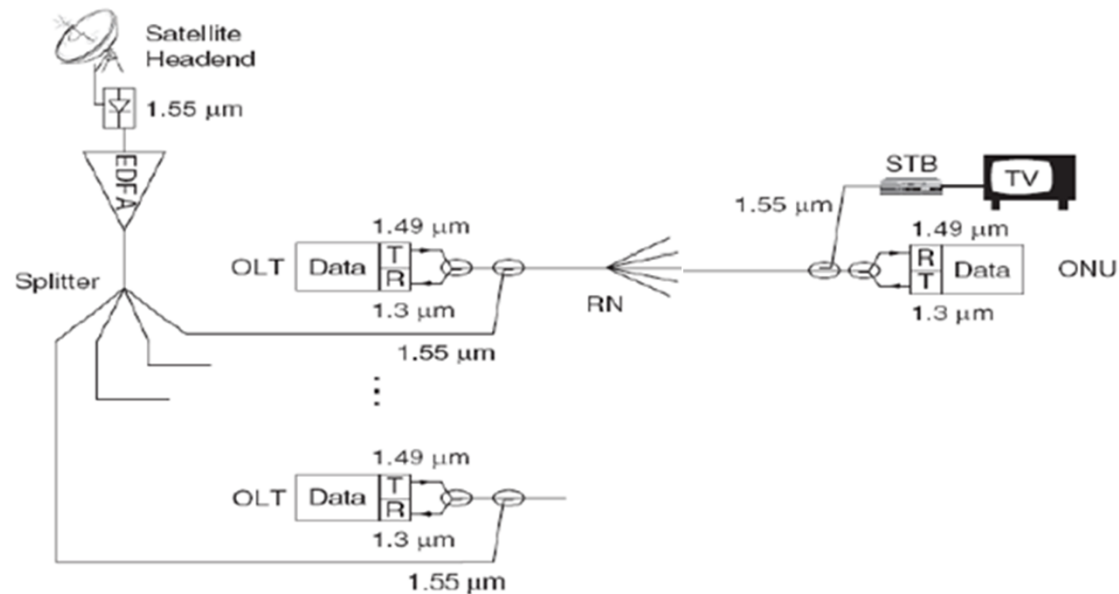 Satellite
Headend
1.55 μm
EDFA
Splitter
OLT
Data
T
R
1.49 μm
1.3 μm
1.55 μm
RN
1.55 μm
STB
TV
1.49 μm
R
T
Data
ONU
1.3 μm
OLT
Data
T
R
1.49 μm
1.3 μm
1.55 μm